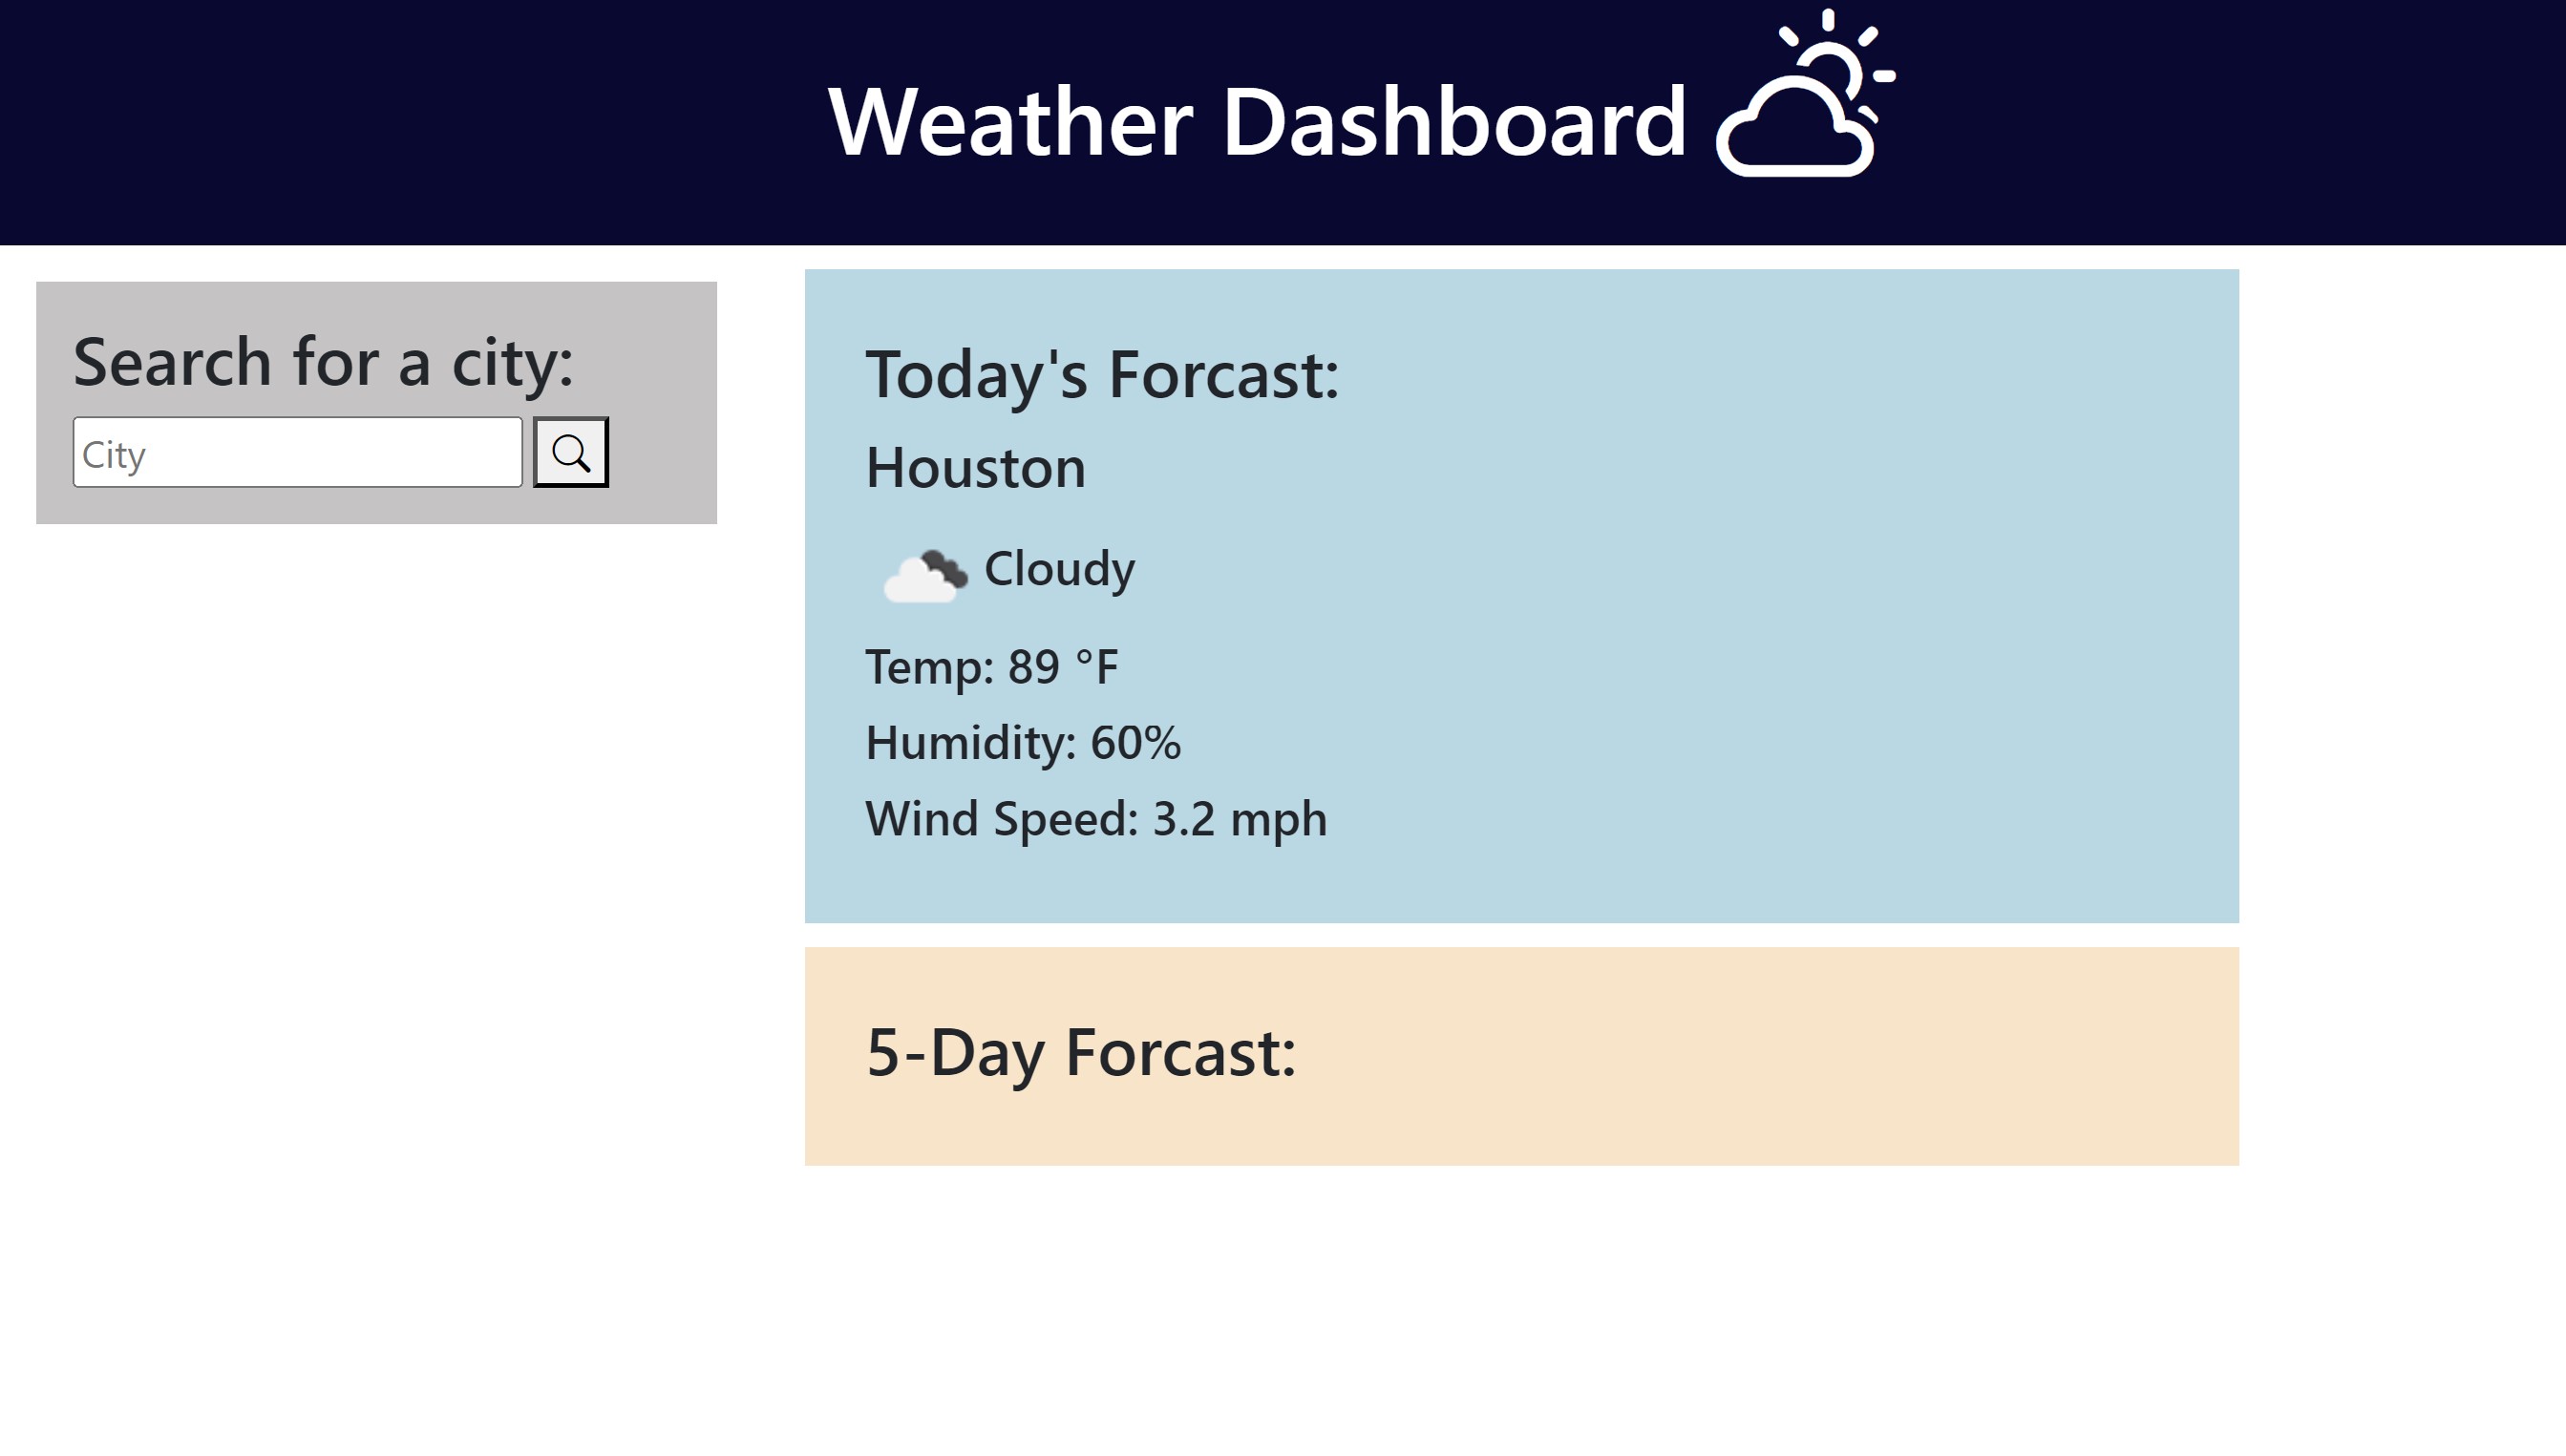 Weather Dashboard
Search for a city:
City
Today's Forcast:
Houston
Cloudy
Temp: 89 °F
Humidity: 60%
Wind Speed: 3.2 mph
5-Day Forcast: